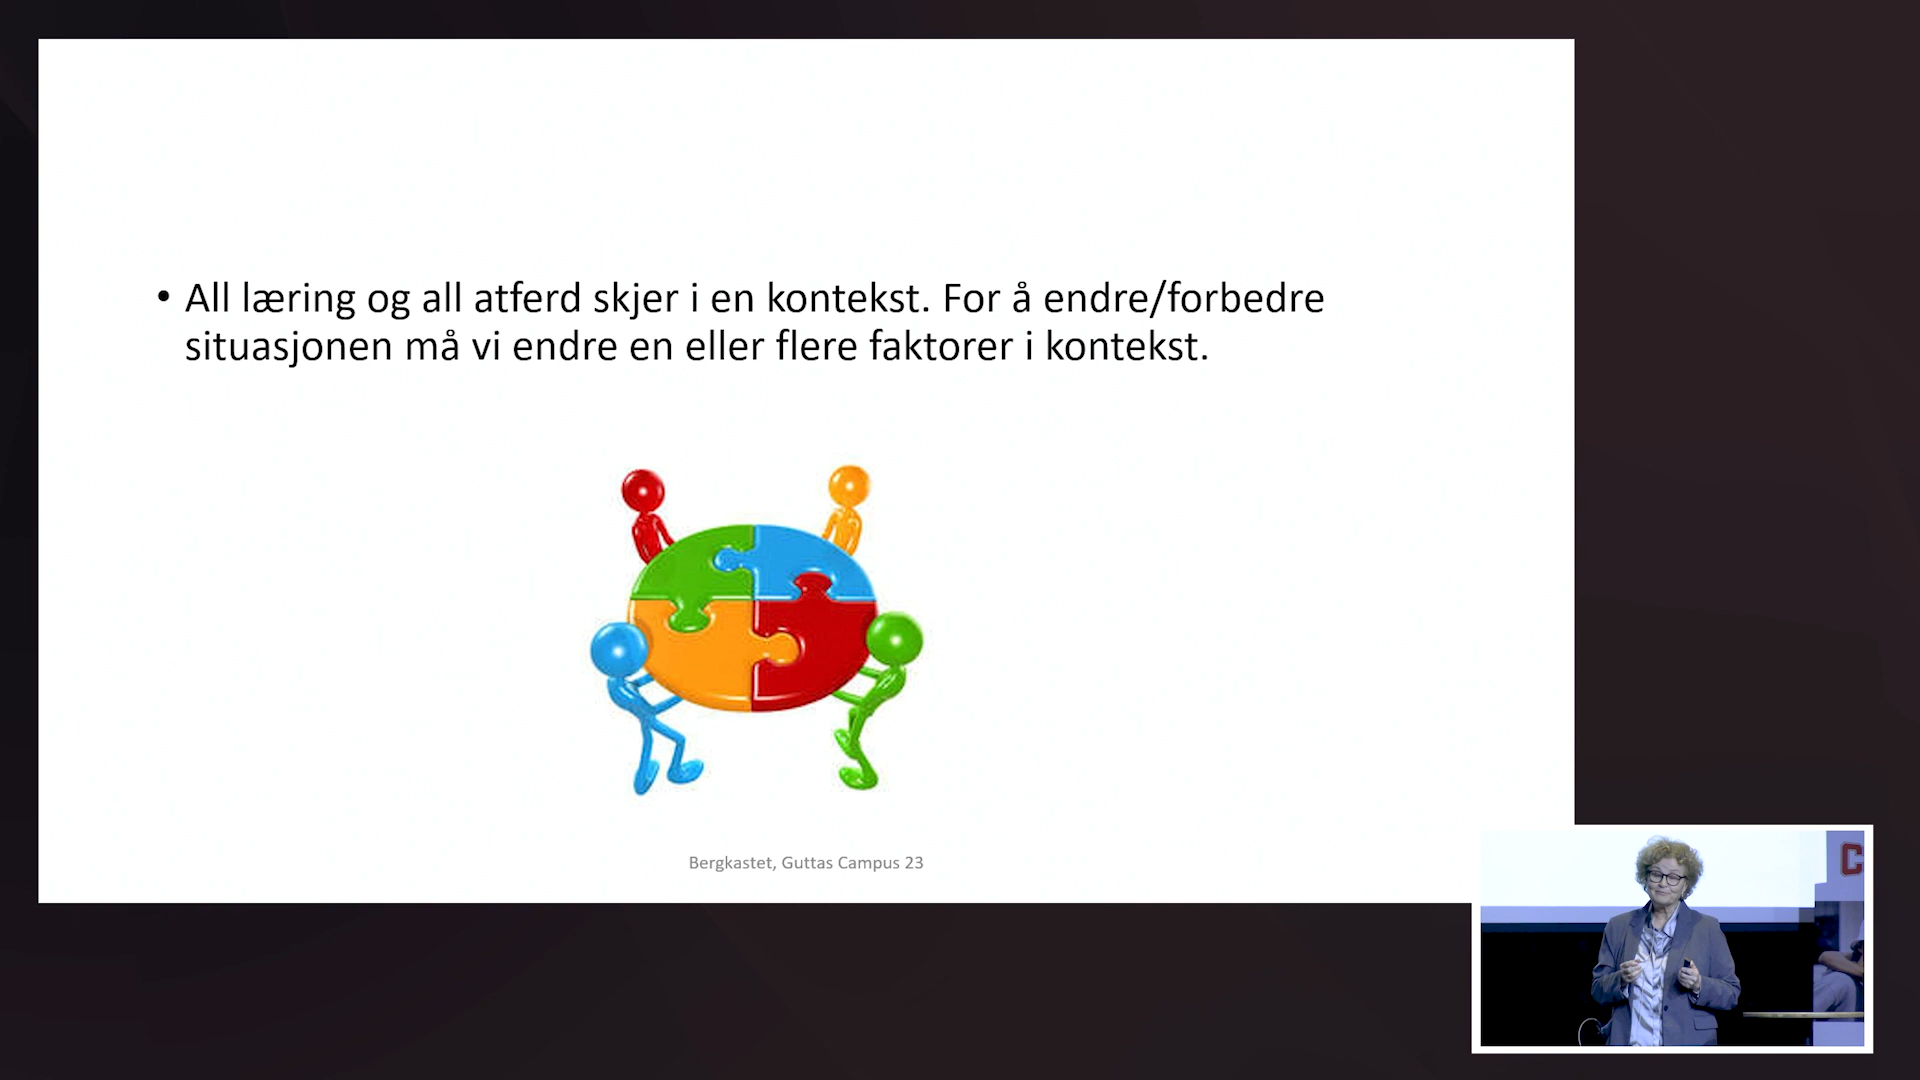 • All læring og all atferd skjer i en kontekst. For å endre/forbedre
situasjonen må vi endre en eller flere faktorer i kontekst.
Bergkastet, Guttas Campus 23
C